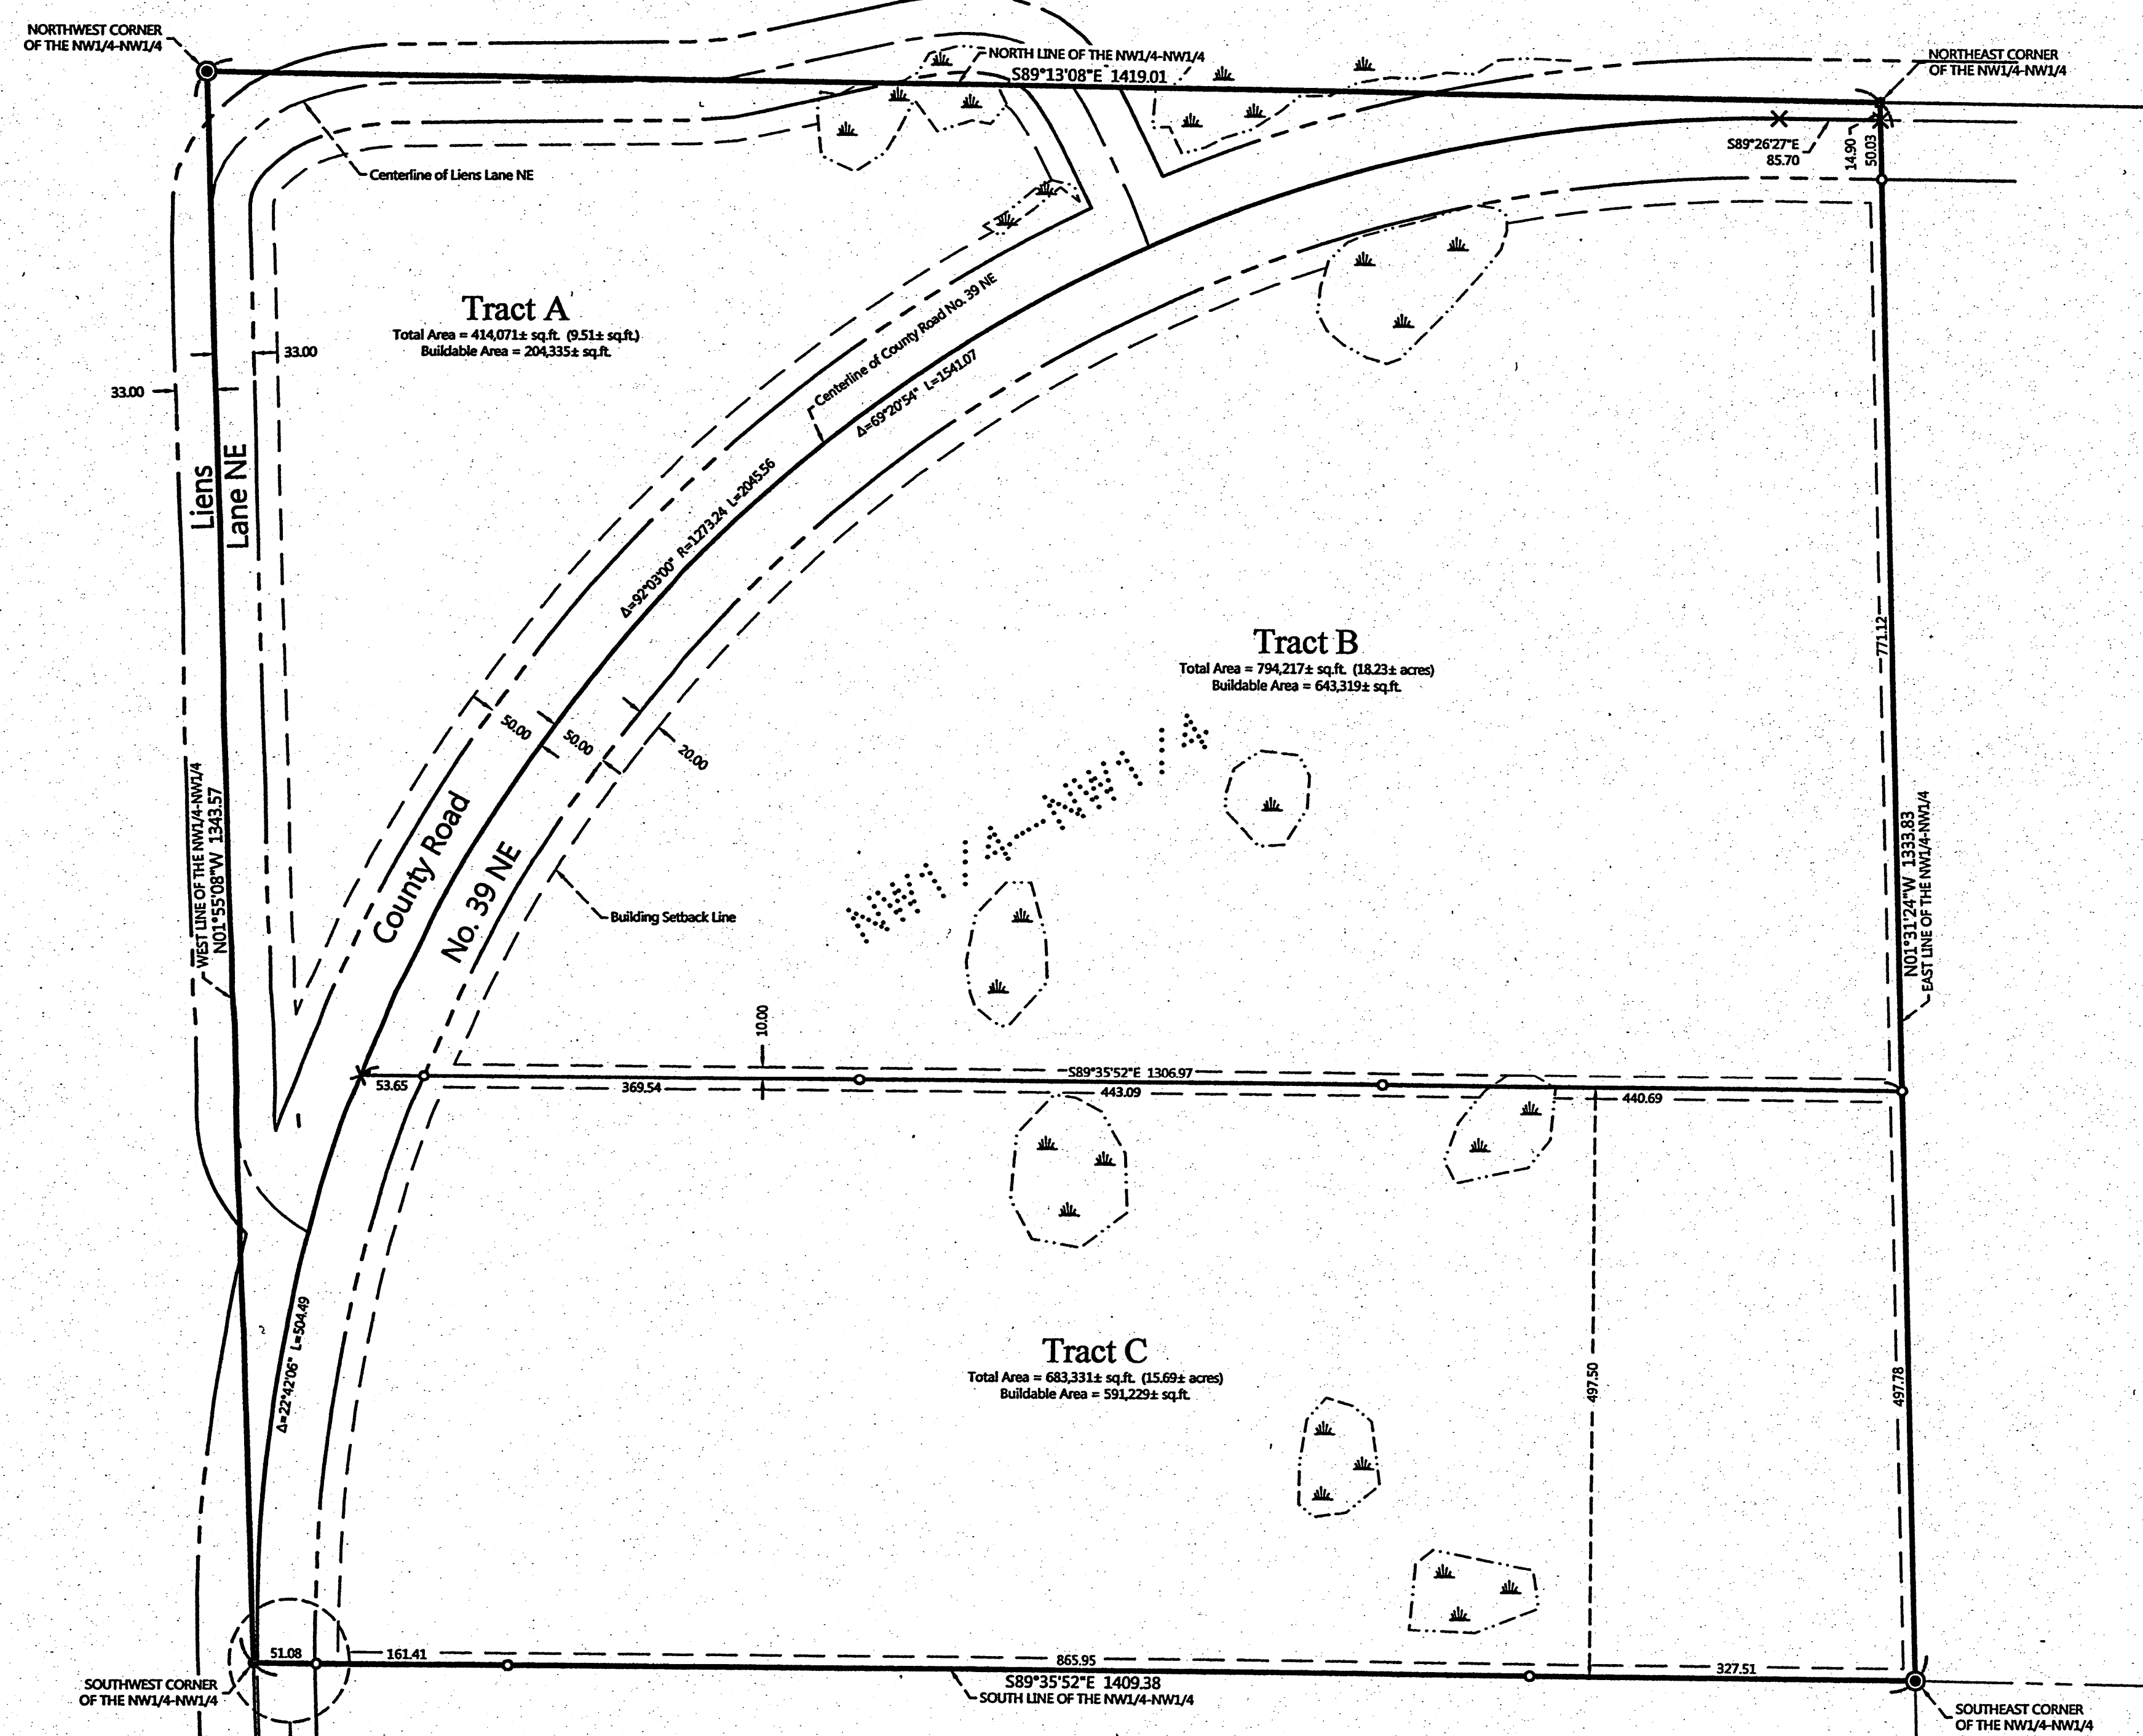 NORTHWEST CORNER
OF THE NW1/4-NW1/4
NORTH LINE OF THE NW1/4-NW1/4
S89°13'08"E 1419.01
NORTHEAST CORNER
OF THE NW1/4-NW1/4
S89°26'27"E
85.70
14.90
50.03
Centerline of Liens Lane NE
Tract A
Total Area = 414,071± sq.ft. (9.51± sq.ft.)
Buildable Area = 204,335± sq.ft.
33.00
33.00
Liens
Lane NE
Centerline of County Road No. 39 NE
Δ=69°20'54" L=1541.07
Δ=92°03'00" R=1273.24 L=2045.56
Tract B
Total Area = 794,217± sq.ft. (18.23± acres)
Buildable Area = 643,319± sq.ft.
771.12
50.00
50.00
20.00
NW1/4-NW1/4
WEST LINE OF THE NW1/4-NW1/4
N01°55'08"W 1343.57
County Road
No. 39 NE
Building Setback Line
N01°31'24"W 1333.83
EAST LINE OF THE NW1/4-NW1/4
10.00
S89°35'52"E 1306.97
53.65
369.54
443.09
440.69
Δ=22°42'06" L=504.49
Tract C
Total Area = 683,331± sq.ft. (15.69± acres)
Buildable Area = 591,229± sq.ft.
497.50
497.78
51.08
161.41
865.95
327.51
S89°35'52"E 1409.38
SOUTH LINE OF THE NW1/4-NW1/4
SOUTHWEST CORNER
OF THE NW1/4-NW1/4
SOUTHEAST CORNER
OF THE NW1/4-NW1/4